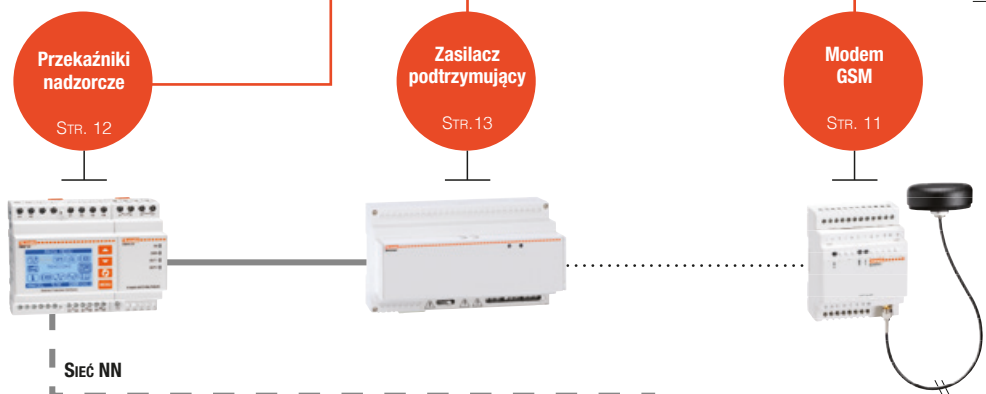 Przekaźniki
nadzorcze
STR. 12
Zasilacz
podtrzymujący
STR.13
Modem
GSM
STR. 11
SIEĆ NN